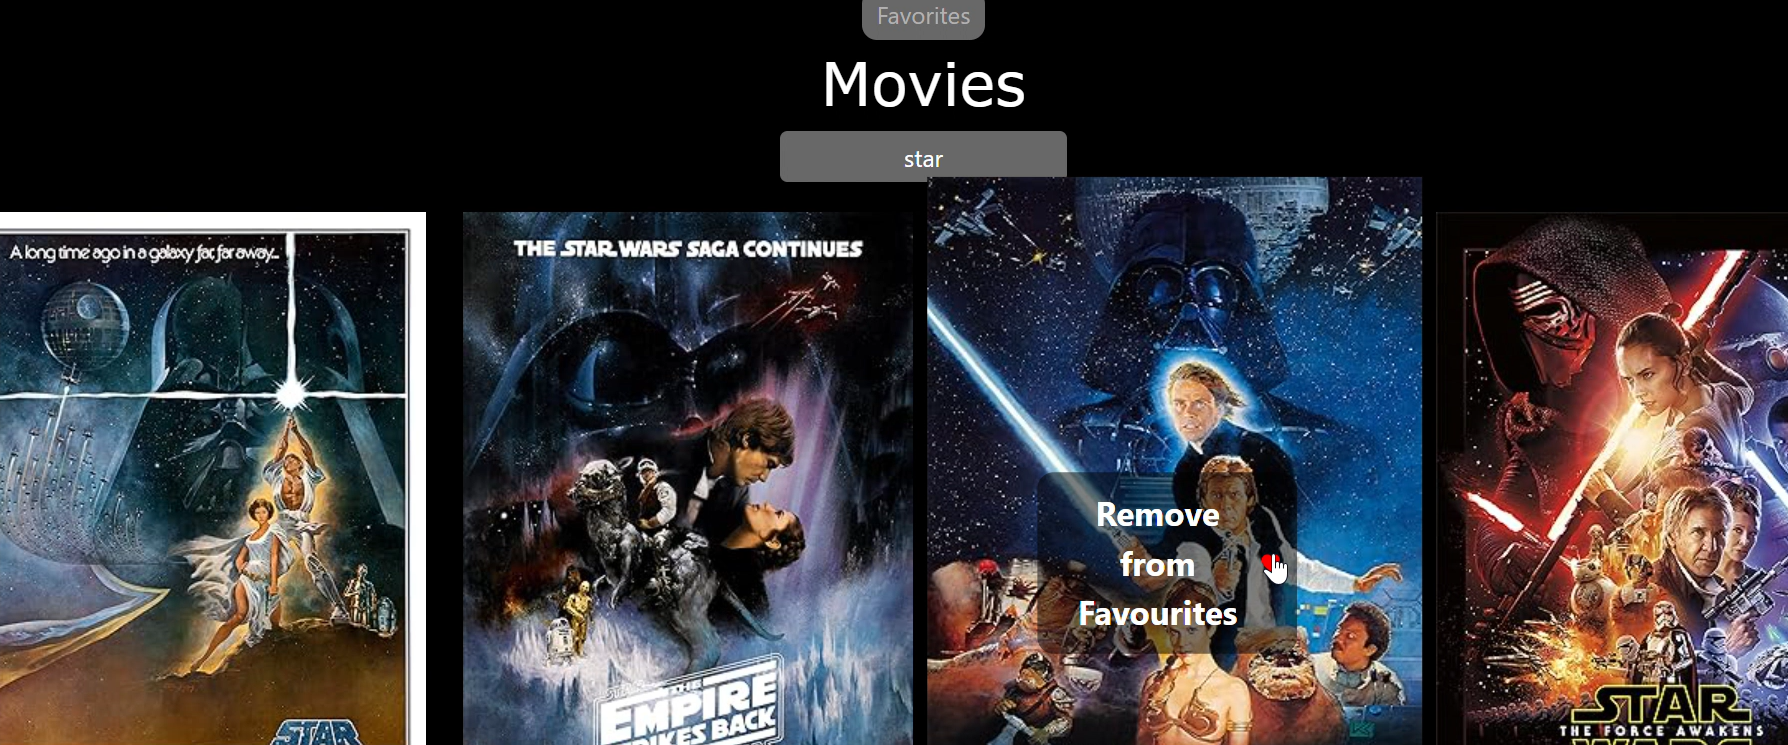 Favorites
Movies
star
A long time ago in a galaxy far, far away...
STAR
THE STAR WARS SAGA CONTINUES
THE
EMPIRE
STRIKES BACK
Remove
from
Favourites
STAR
THE FORCE AWAKENS
WARS